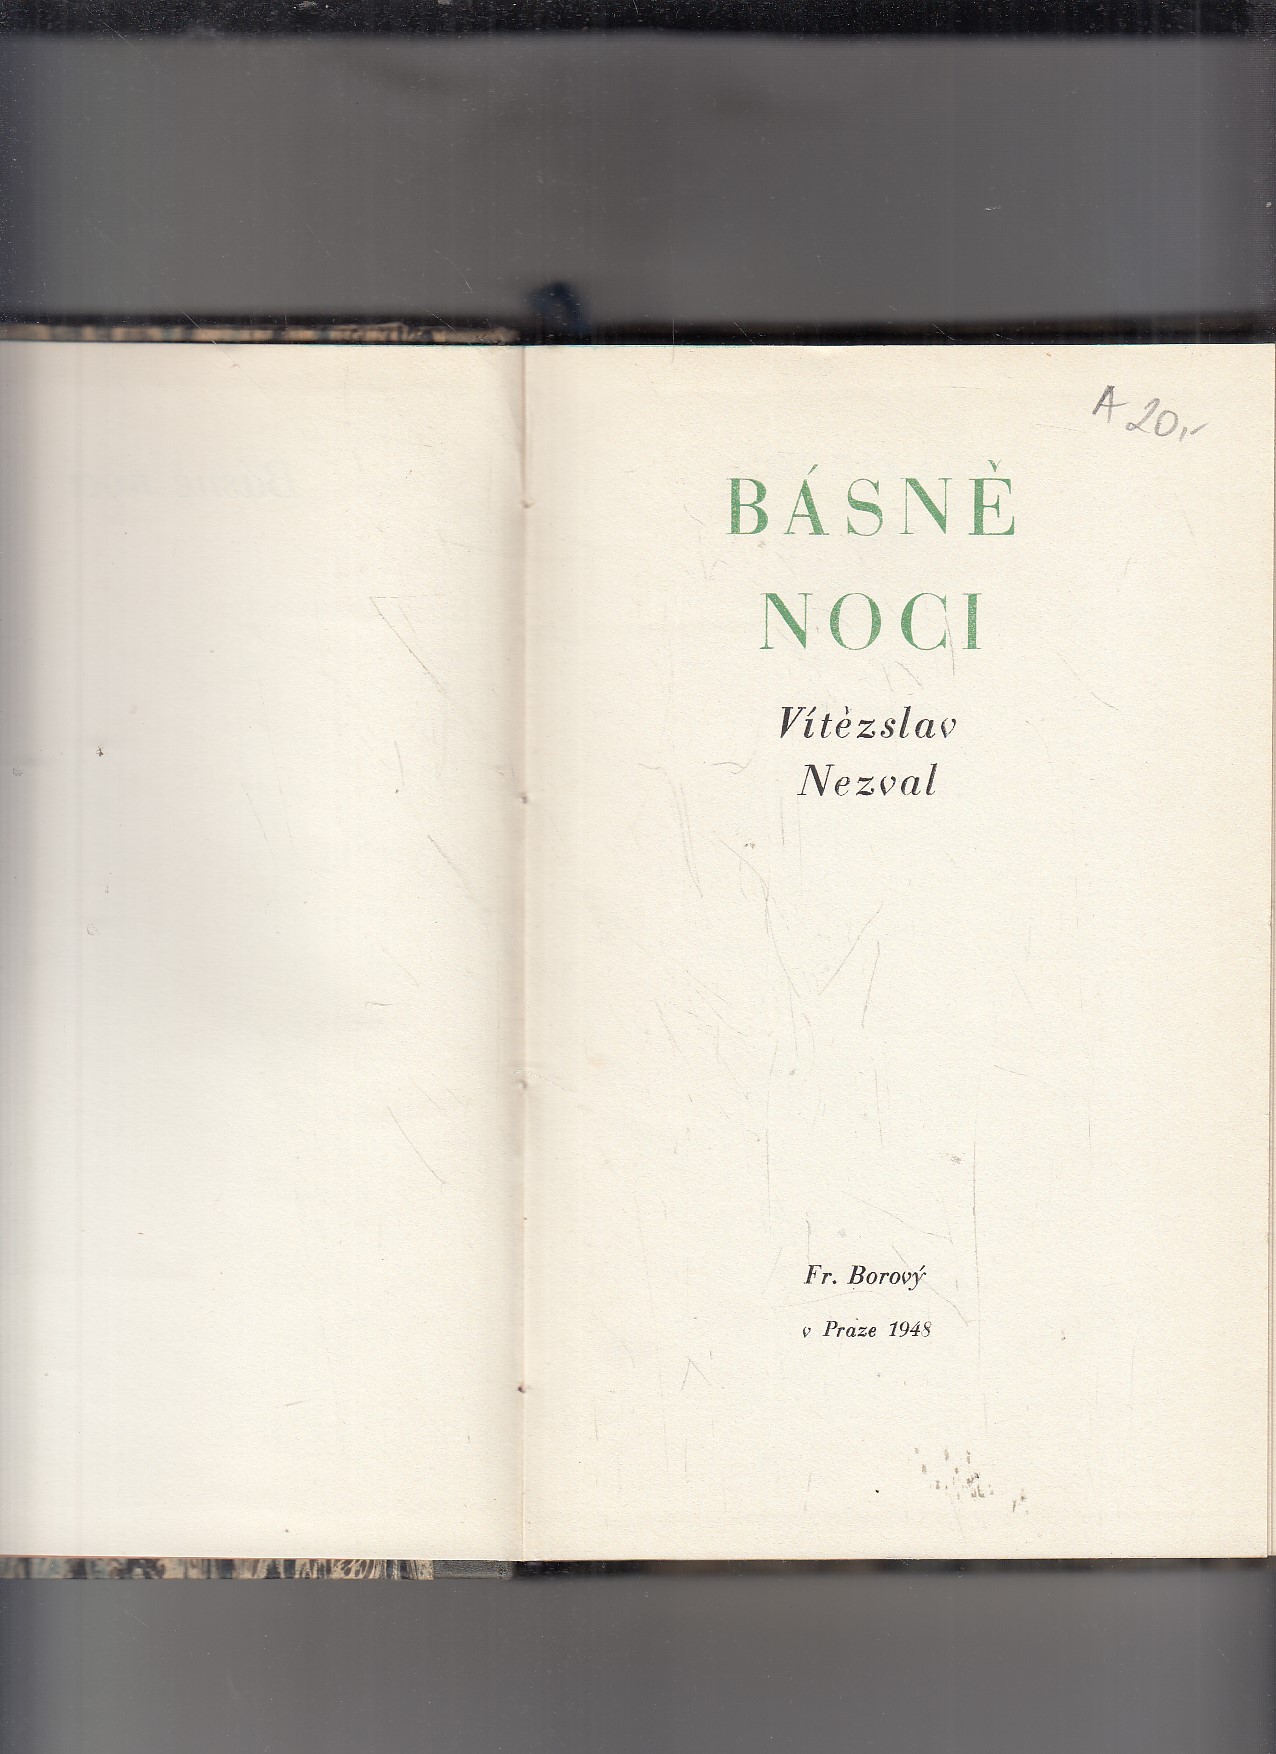 A 20,-
BÁSNĚ
NOCI
Vítězslav
Nezval
Fr. Borový
v Praze 1948